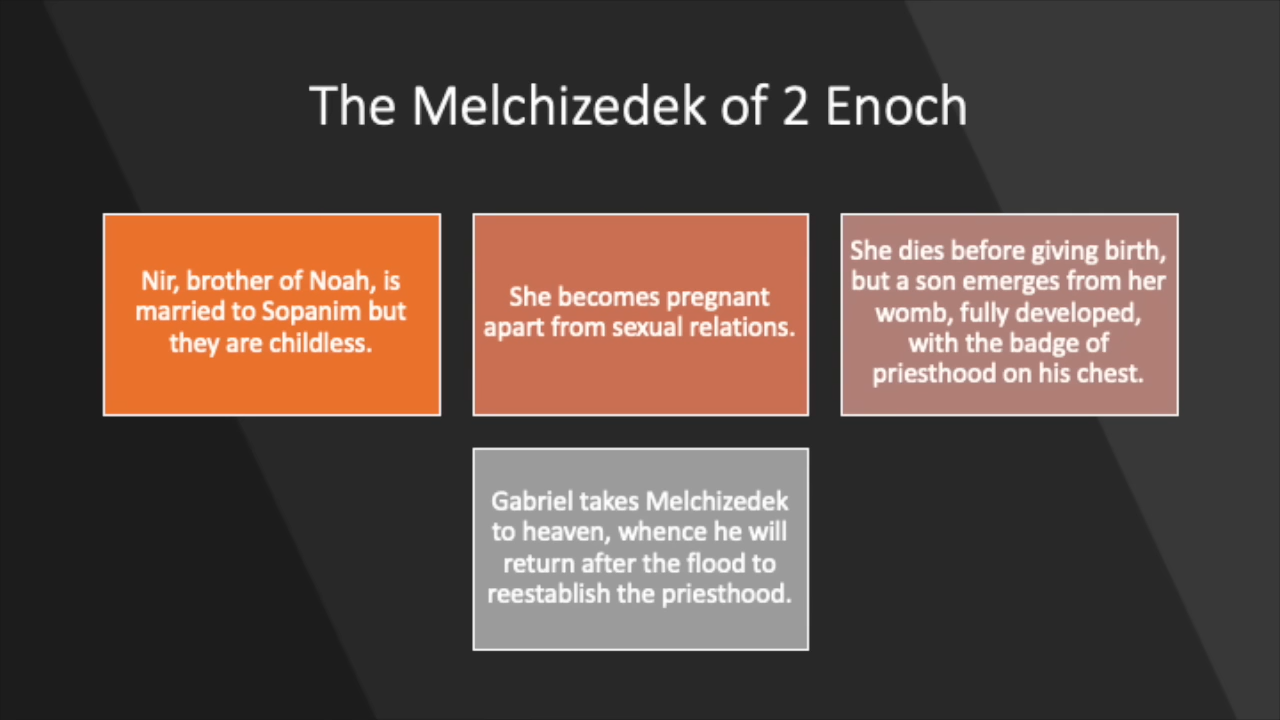 The Melchizedek of 2 Enoch
Nir, brother of Noah, is
married to Sopanim but
they are childless.
She becomes pregnant
apart from sexual relations.
She dies before giving birth,
but a son emerges from her
womb, fully developed,
with the badge of
priesthood on his chest.
Gabriel takes Melchizedek
to heaven, whence he will
return after the flood to
reestablish the priesthood.